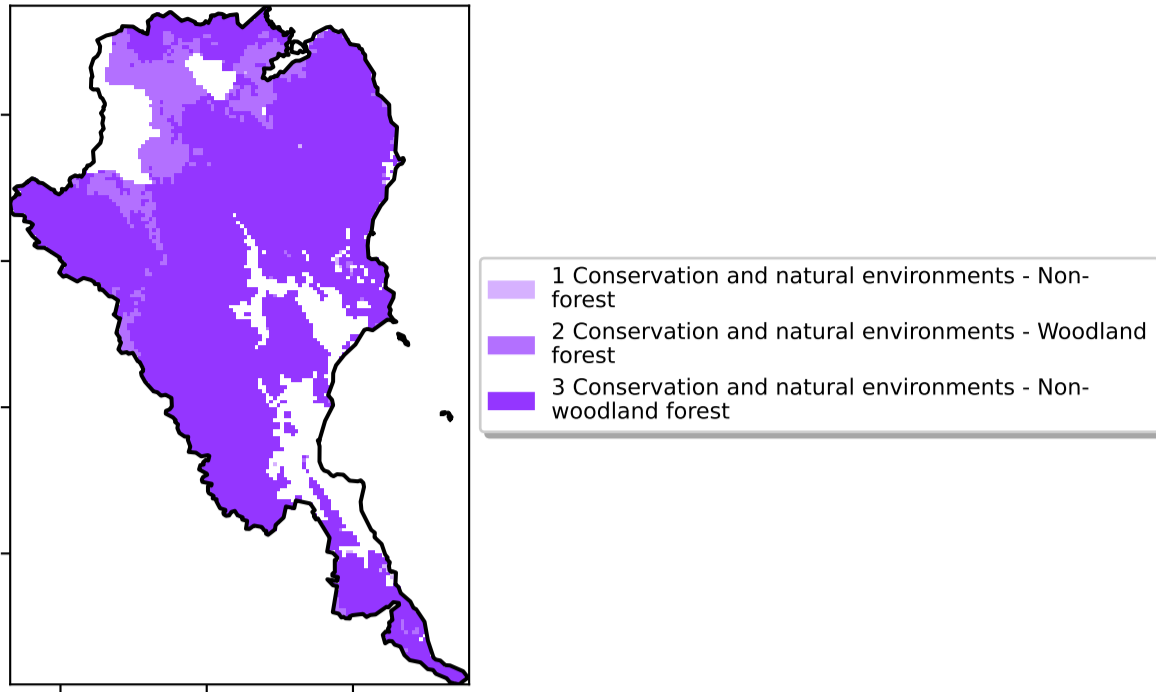 1 Conservation and natural environments - Non-
forest
2 Conservation and natural environments - Woodland
forest
3 Conservation and natural environments - Non-
woodland forest